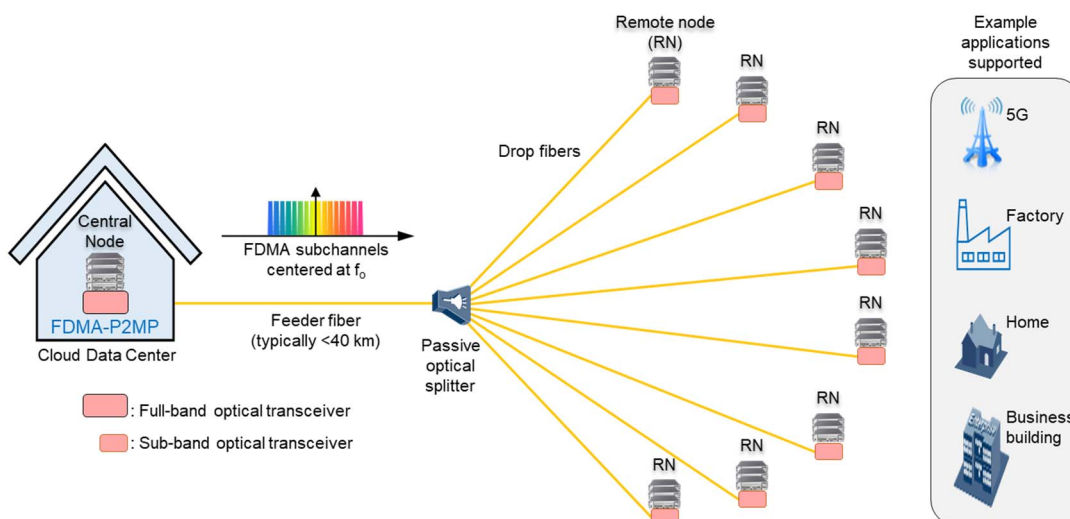 Remote node
(RN)
RN
RN
RN
RN
RN
RN
RN
Drop fibers
Central
Node
FDMA-P2MP
Cloud Data Center
FDMA subchannels
centered at fo
Feeder fiber
(typically <40 km)
Passive
optical
splitter
: Full-band optical transceiver
: Sub-band optical transceiver
Example
applications
supported
5G
Factory
Home
Business
building
Enterprise